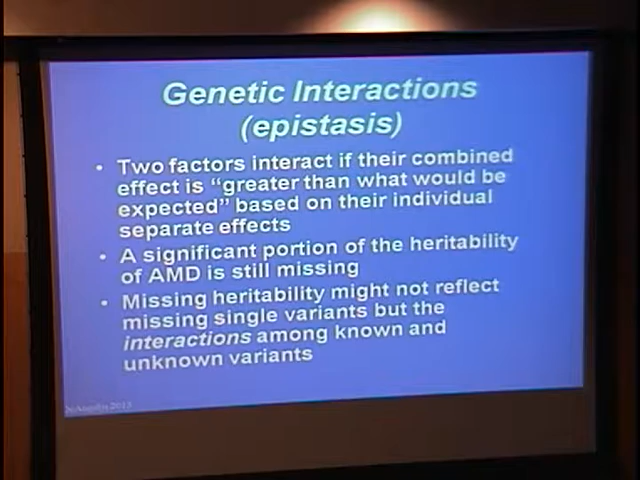 Genetic Interactions
(epistasis)
• Two factors interact if their combined
effect is “greater than what would be
expected” based on their individual
separate effects
• A significant portion of the heritability
of AMD is still missing
• Missing heritability might not reflect
missing single variants but the
interactions among known and
unknown variants